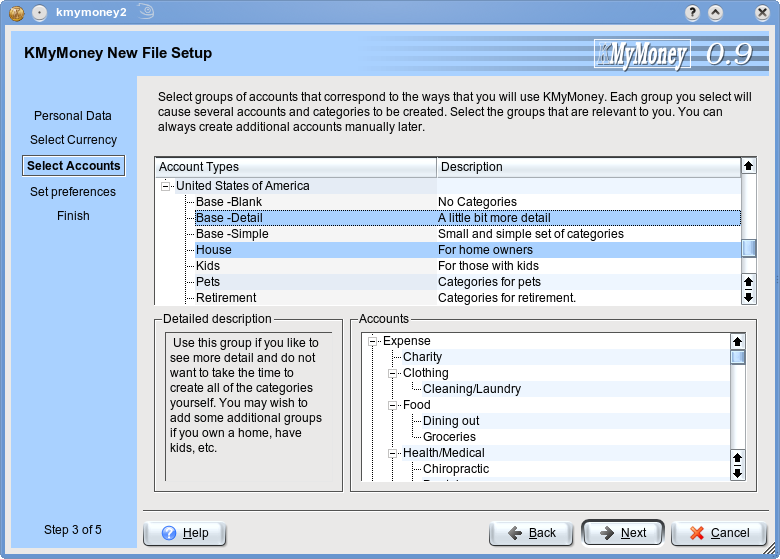 kmymoney2
KMyMoney New File Setup
KMyMoney 0.9
Personal Data
Select Currency
Select Accounts
Set preferences
Finish
Step 3 of 5
Select groups of accounts that correspond to the ways that you will use KMyMoney. Each group you select will
cause several accounts and categories to be created. Select the groups that are relevant to you. You can
always create additional accounts manually later.
Account Types Description
United States of America
Base -Blank No Categories
Base -Detail A little bit more detail
Base -Simple Small and simple set of categories
House For home owners
Kids For those with kids
Pets Categories for pets
Retirement Categories for retirement.
Detailed description
Use this group if you like to
see more detail and do not
want to take the time to
create all of the categories
yourself. You may wish to
add some additional groups
if you own a home, have
kids, etc.
Accounts
Expense
Charity
Clothing
Cleaning/Laundry
Food
Dining out
Groceries
Health/Medical
Chiropractic
Help
Back
Next
Cancel